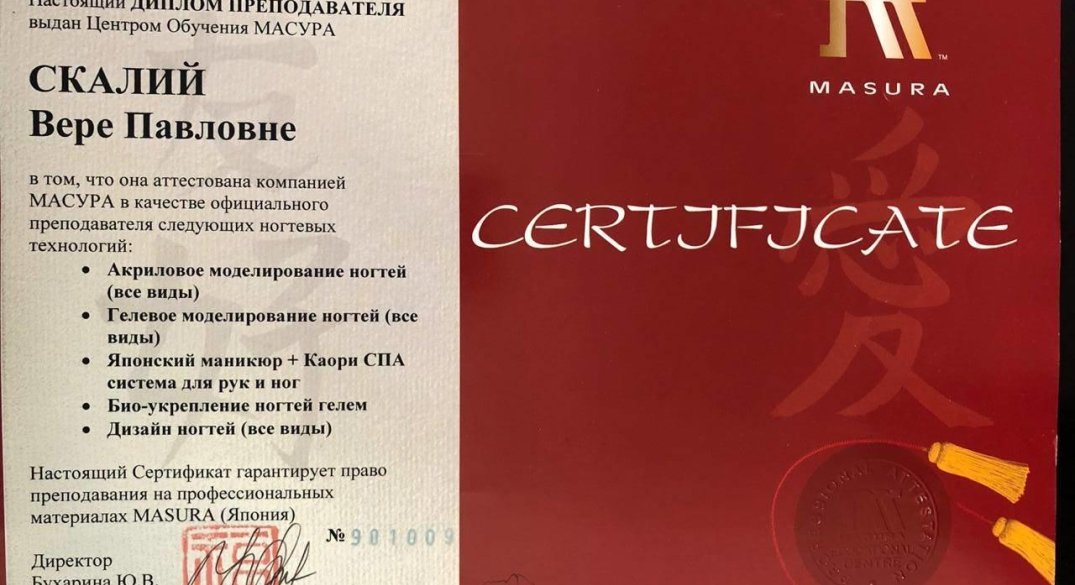 Настоящий ДИПЛОМ ПРЕПОДАВАТЕЛЯ
выдан Центром Обучения МАСУРА
СКАЛИЙ
Вере Павловне
в том, что она аттестована компанией
МАСУРА в качестве официального
преподавателя следующих ногтевых
технологий:
• Акриловое моделирование ногтей
(все виды)
• Гелевое моделирование ногтей (все
виды)
• Японский маникюр + Каори СПА
система для рук и ног
• Био-укрепление ногтей гелем
• Дизайн ногтей (все виды)
Настоящий Сертификат гарантирует право
преподавания на профессиональных
материалах MASURA (Япония)
№ 901009
Директор
Бухарина Ю.В.
TM
MASURA
CERTIFICATE
愛